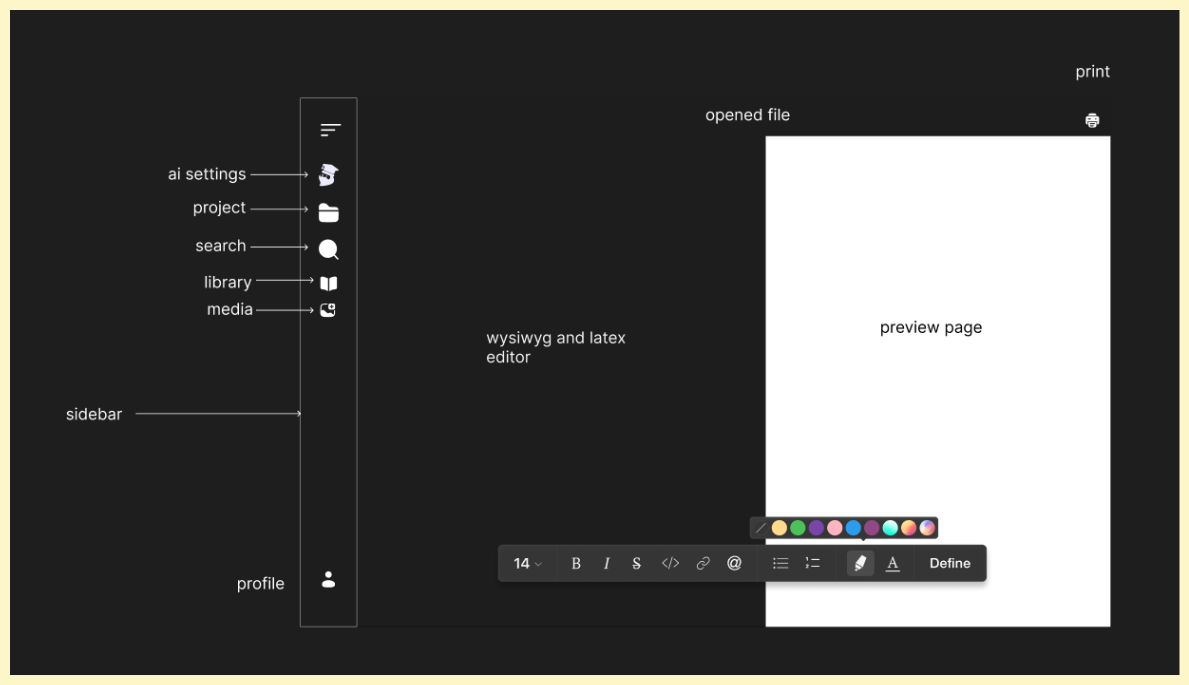 print
opened file
ai settings
project
search
library
media
preview page
wysiwyg and latex
editor
sidebar
14 B I S </> @ A Define
profile